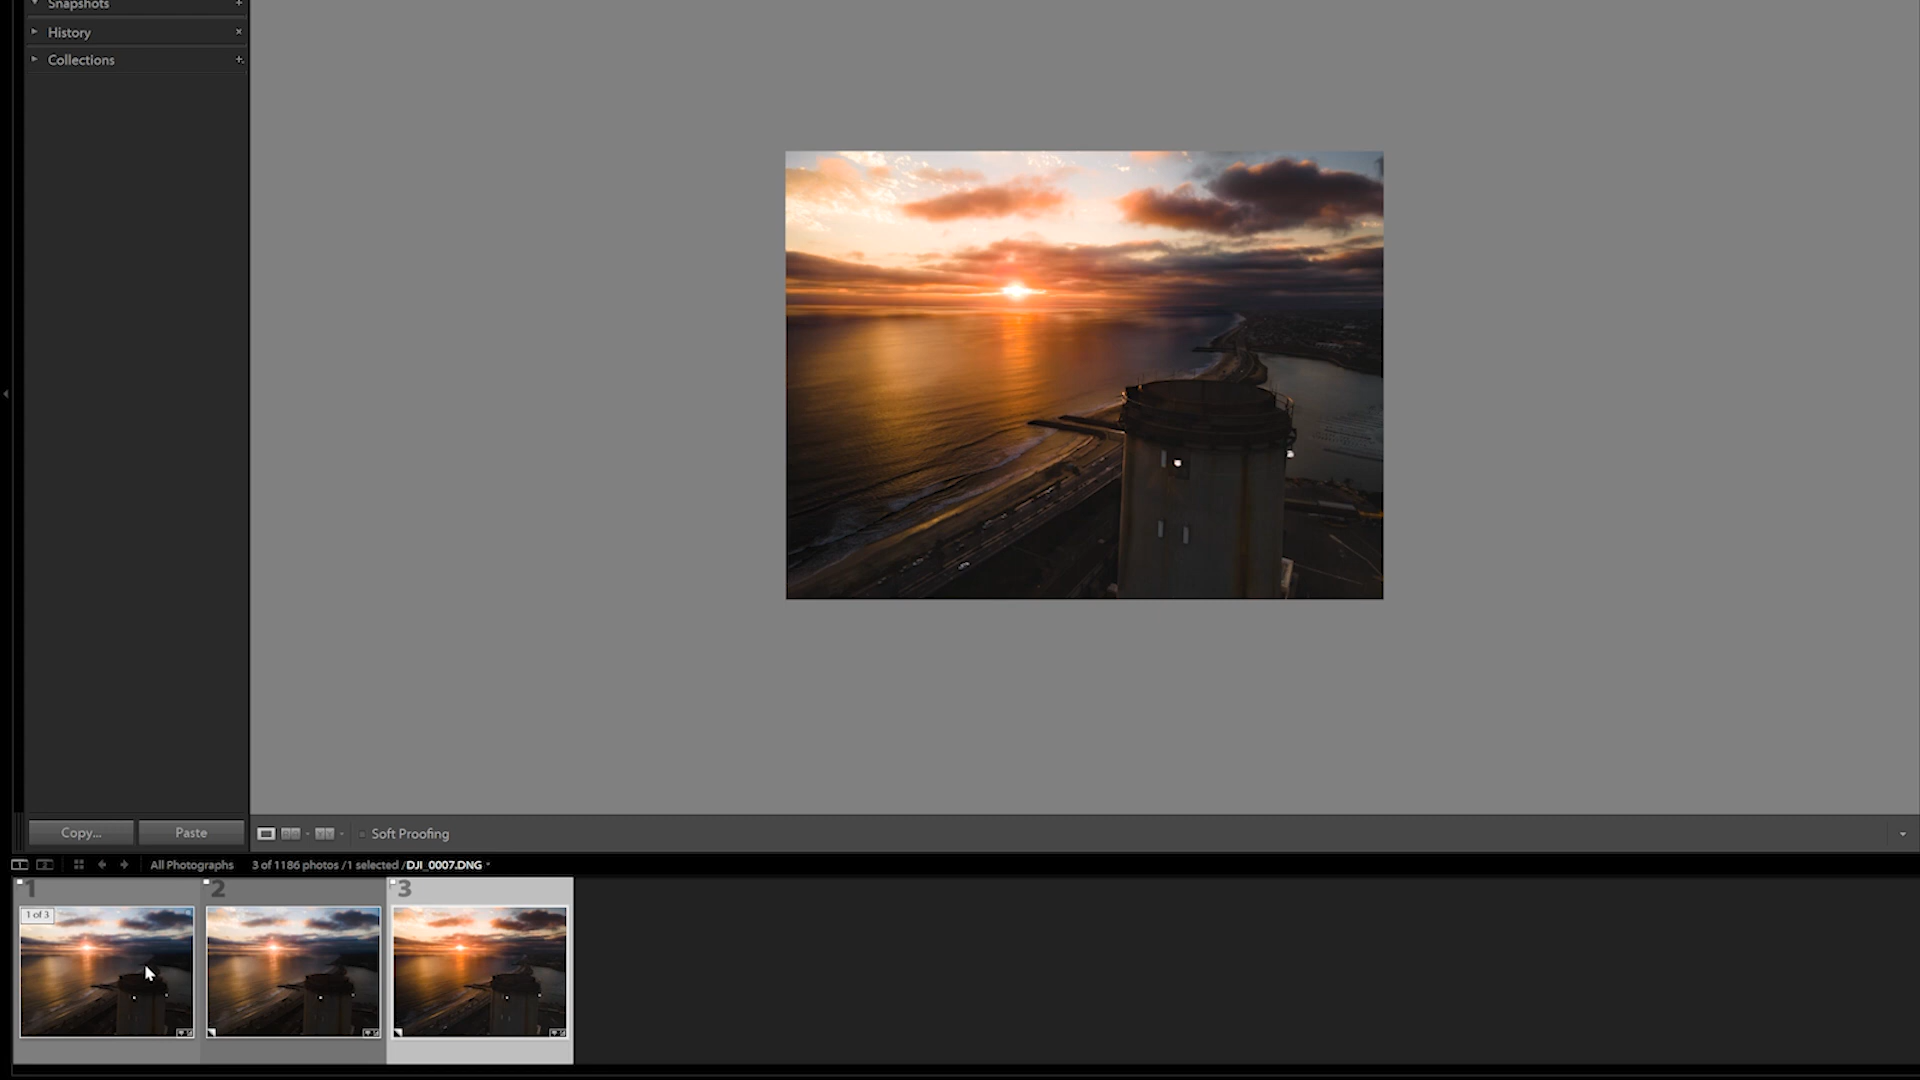 Snapshots +
History ×
Collections +
Copy... Paste Soft Proofing
All Photographs 3 of 1186 photos /1 selected /DJI_0007.DNG
1 2 3
1 of 3